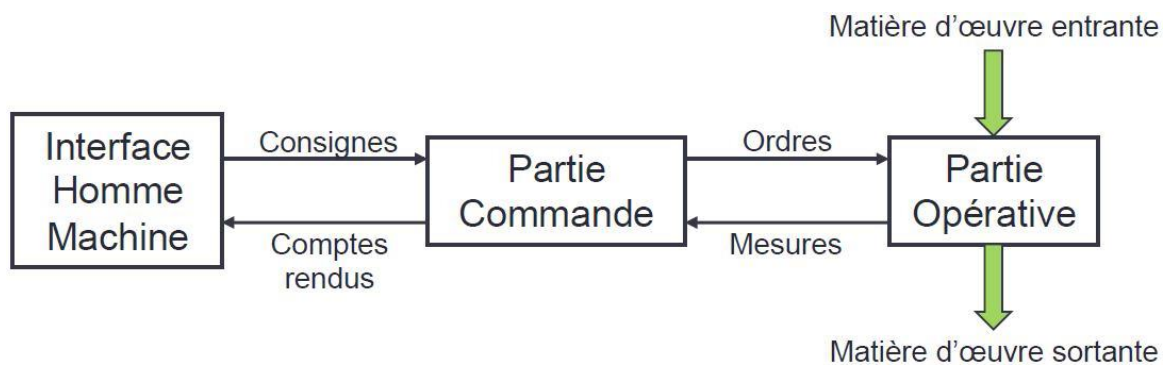 Matière d'œuvre entrante
Interface
Homme
Machine
Consignes
Comptes
rendus
Partie
Commande
Ordres
Mesures
Partie
Opérative
Matière d'œuvre sortante